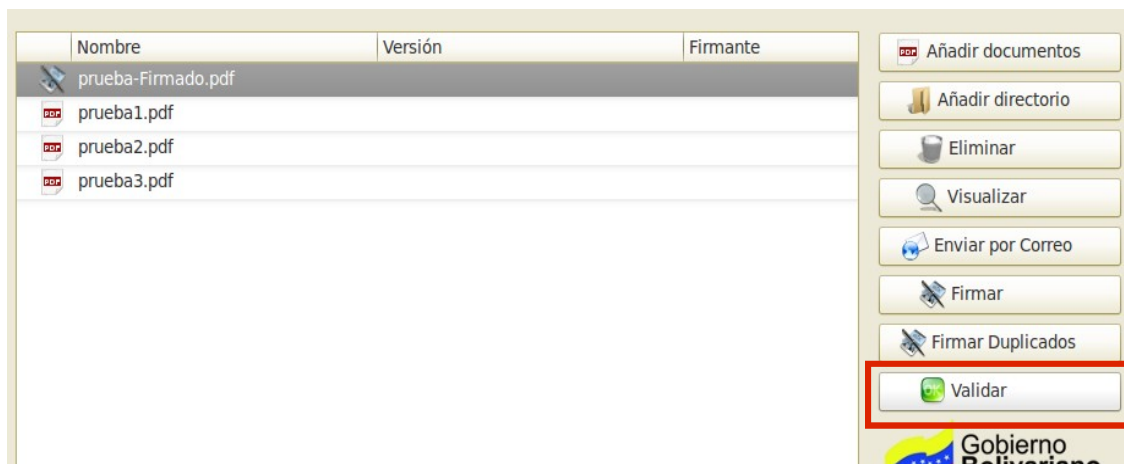 Nombre Versión Firmante
prueba-Firmado.pdf
prueba1.pdf
prueba2.pdf
prueba3.pdf
Añadir documentos
Añadir directorio
Eliminar
Visualizar
Enviar por Correo
Firmar
Firmar Duplicados
Validar
Gobierno
Bolivariano